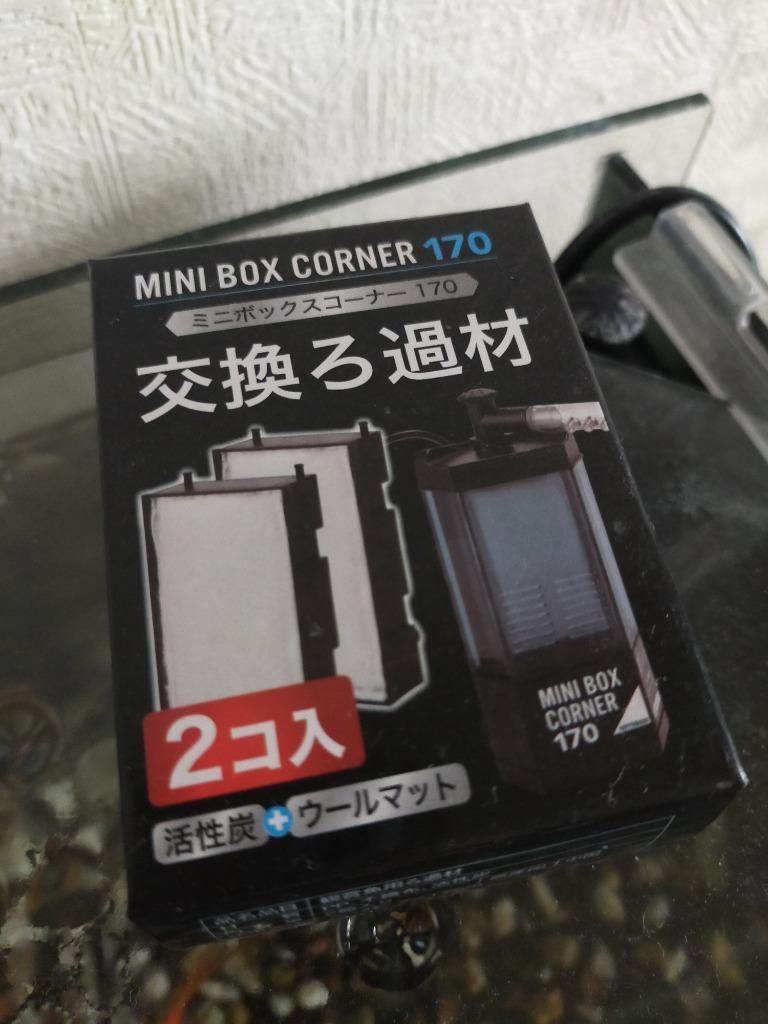 MINI BOX CORNER 170
ミニボックスコーナー 170
交換ろ過材
MINI BOX
CORNER
170
2コ入
活性炭+ウールマット